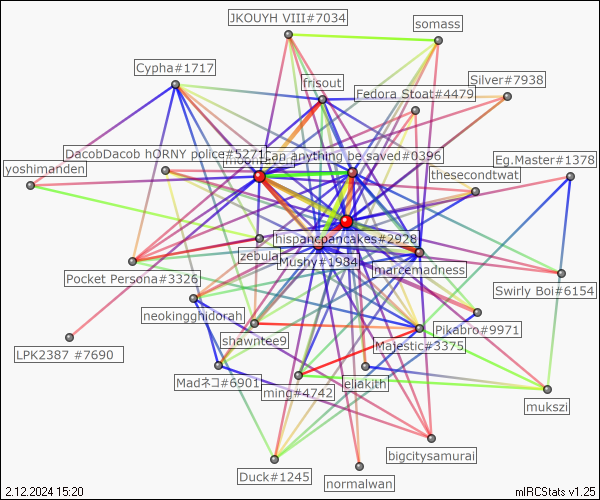 JKOUYH VIII#7034
somass
Cypha#1717
frisout
Silver#7938
Fedora Stoat#4479
DacobDacob hORNY police#5271
Can anything be saved#0396
Eg.Master#1378
yoshimanden
thesecondtwat
hispancpancakes#2928
zebula
Mushy#1984
marcemadness
Pocket Persona#3326
Swirly Boi#6154
neokingghidorah
Pikabro#9971
shawntee9
Majestic#3375
LPK2387 #7690
Madネコ#6901
eliakith
ming#4742
mukszi
bigcitysamurai
Duck#1245
normalwan
2.12.2024 15:20
mIRCStats v1.25